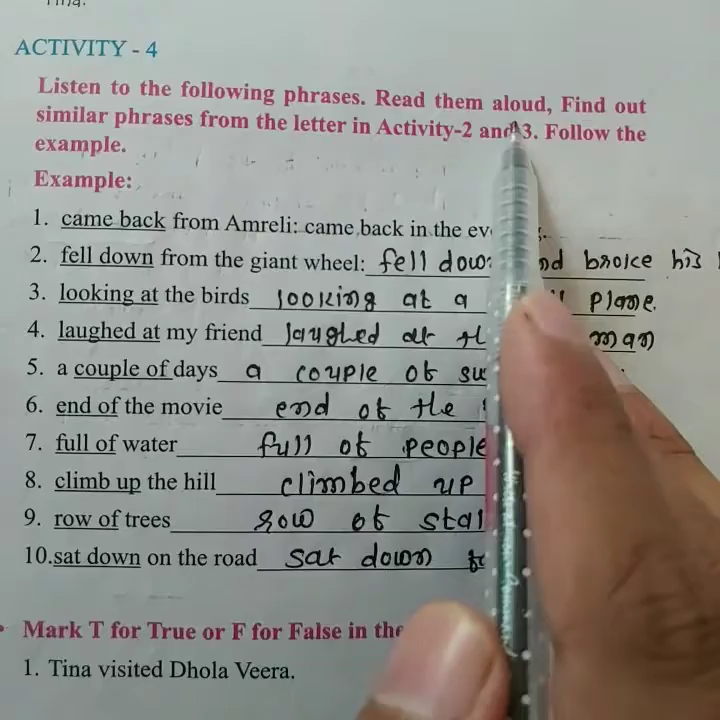 ACTIVITY - 4
Listen to the following phrases. Read them aloud, Find out
similar phrases from the letter in Activity-2 and 3. Follow the
example.
Example:
1. came back from Amreli: came back in the
2. fell down from the giant wheel: fell down broke his
3. looking at the birds looking at a plane.
4. laughed at my friend laughed at man
5. a couple of days a couple of
6. end of the movie end of the
7. full of water full of people
8. climb up the hill climbed up
9. row of trees row of
10.sat down on the road sat down
Mark T for True or F for False in the
1. Tina visited Dhola Veera.